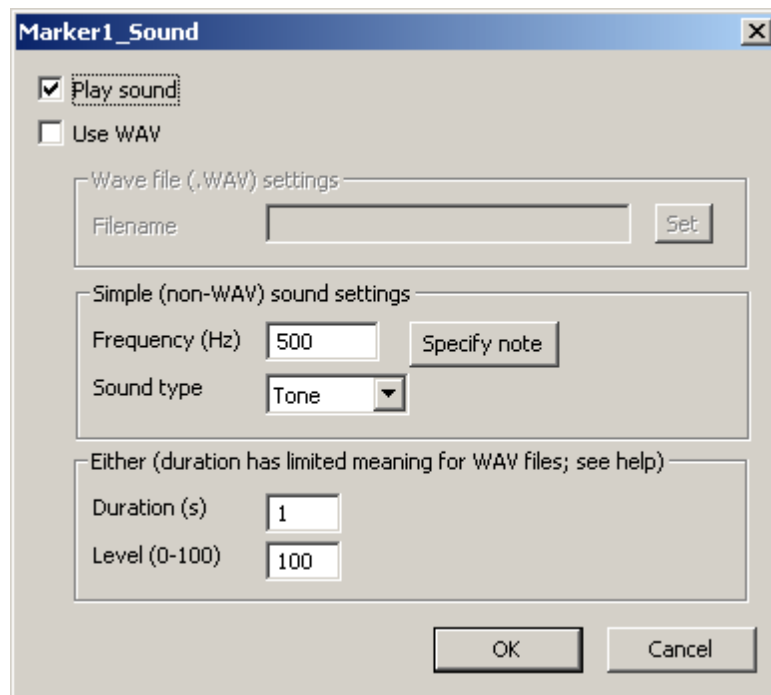 Marker1_Sound
Play sound
Use WAV
Wave file (.WAV) settings
Filename
Set
Simple (non-WAV) sound settings
Frequency (Hz) 500 Specify note
Sound type Tone
Either (duration has limited meaning for WAV files; see help)
Duration (s) 1
Level (0-100) 100
OK Cancel